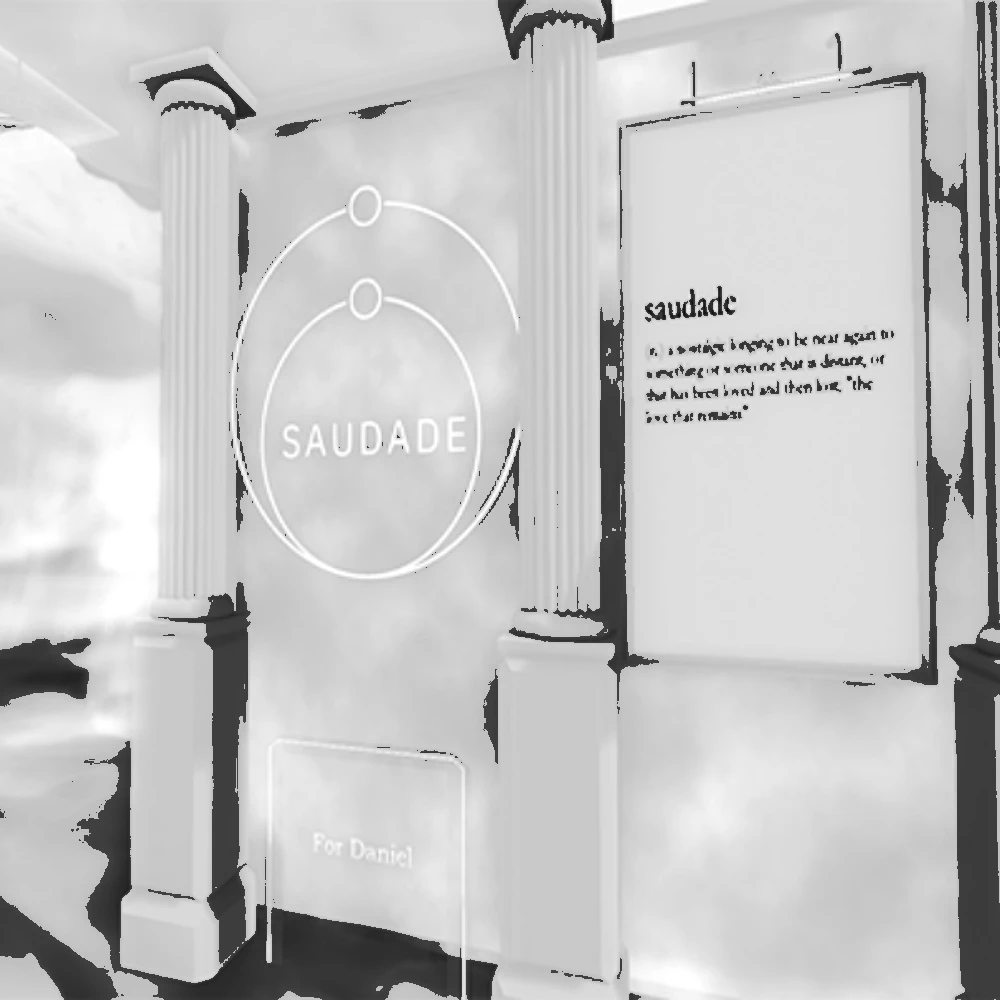 SAUDADE
For Daniel
saudade
(n.) a nostalgic longing to be near again to
something or someone that is distant, or
that has been loved and then lost; "the
love that remains"